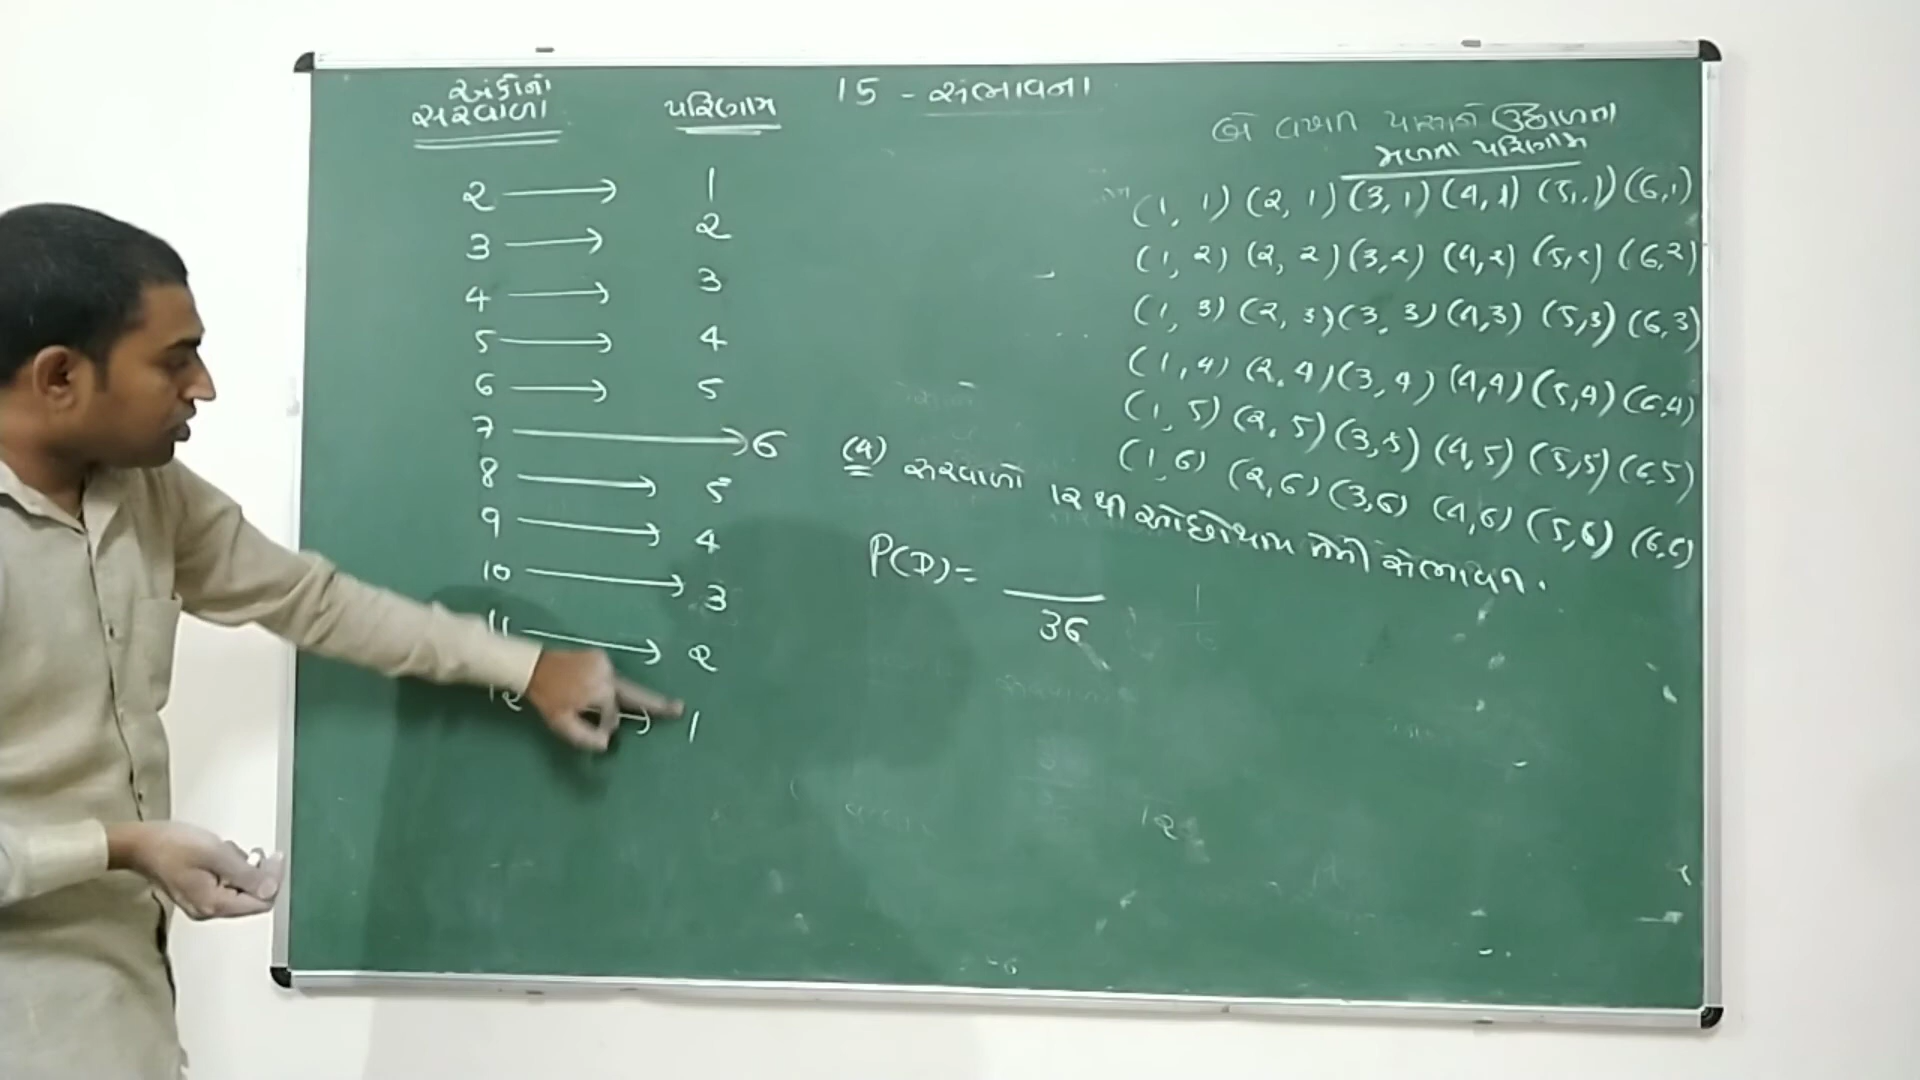 15 - સંભાવના
અંકોનો
સરવાળા
પરિણામ
2 → 1
3 → 2
4 → 3
5 → 4
6 → 5
7 → 6
8 → 5
9 → 4
10 → 3
11 → 2
12 → 1
બે વખત પાસાને ઉછાળતા
મળતા પરિણામ
(1, 1) (2, 1) (3, 1) (4, 1) (5, 1) (6, 1)
(1, 2) (2, 2) (3, 2) (4, 2) (5, 2) (6, 2)
(1, 3) (2, 3) (3, 3) (4, 3) (5, 3) (6, 3)
(1, 4) (2, 4) (3, 4) (4, 4) (5, 4) (6, 4)
(1, 5) (2, 5) (3, 5) (4, 5) (5, 5) (6, 5)
(1, 6) (2, 6) (3, 6) (4, 6) (5, 6) (6, 6)
(4) સરવાળો 12 થી ઓછો થાય તેની સંભાવના.
P(D) = __
36
12